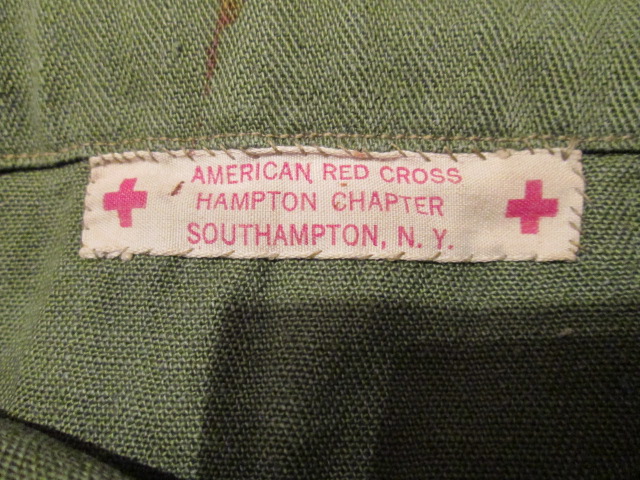 AMERICAN RED CROSS
HAMPTON CHAPTER
SOUTHAMPTON, N. Y.